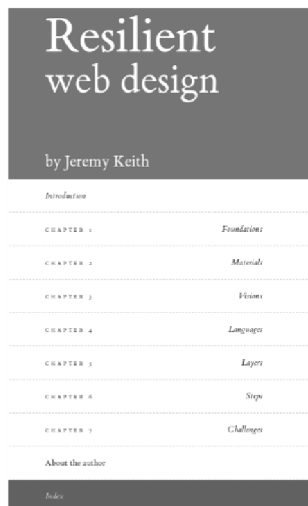 Resilient
web design
by Jeremy Keith
Introduction
CHAPTER 1 Foundations
CHAPTER 2 Materials
CHAPTER 3 Visions
CHAPTER 4 Languages
CHAPTER 5 Layers
CHAPTER 6 Steps
CHAPTER 7 Challenges
About the author
Index